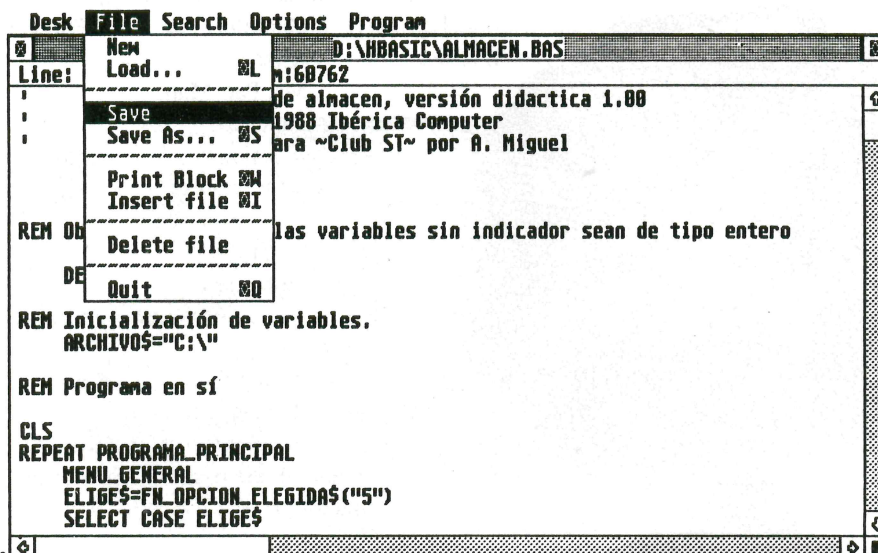 Desk File Search Options Program
D:\HBASIC\ALMACEN.BAS
Line: m:60762
New
Load... L
Save
Save As... S
Print Block W
Insert file I
Delete file
Quit Q
' de almacen, versión didactica 1.00
' 1988 Ibérica Computer
' ara ~Club ST~ por A. Miguel
REM Ob las variables sin indicador sean de tipo entero
DE
REM Inicialización de variables.
ARCHIVO$="C:\"
REM Programa en sí
CLS
REPEAT PROGRAMA_PRINCIPAL
MENU_GENERAL
ELIGE$=FN_OPCION_ELEGIDA$("5")
SELECT CASE ELIGE$